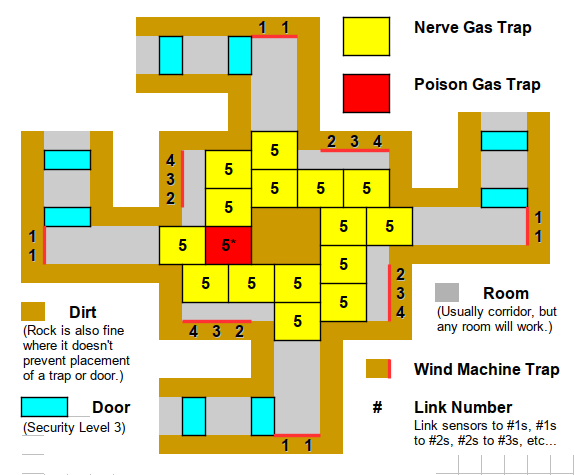 1 1
Nerve Gas Trap
Poison Gas Trap
2 3 4
5
4
3
2
5
5 5 5
5
5 5
1
1
5 5*
1
1
5
2
3
4
5 5 5
5
Room
(Usually corridor, but
any room will work.)
Dirt
(Rock is also fine
where it doesn't
prevent placement
of a trap or door.)
4 3 2
5
Wind Machine Trap
Door
(Security Level 3)
# Link Number
Link sensors to #1s, #1s
to #2s, #2s to #3s, etc...
1 1